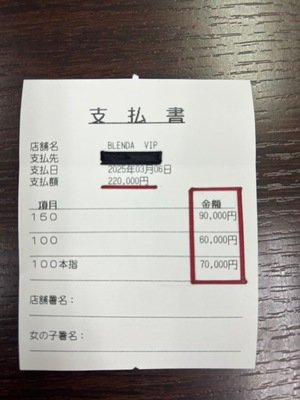 支払書
店舗名 BLENDA VIP
支払先
支払日 2025年03月06日
支払額 220,000円
項目 金額
150 90,000円
100 60,000円
100本指 70,000円
店舗署名：
女の子署名：